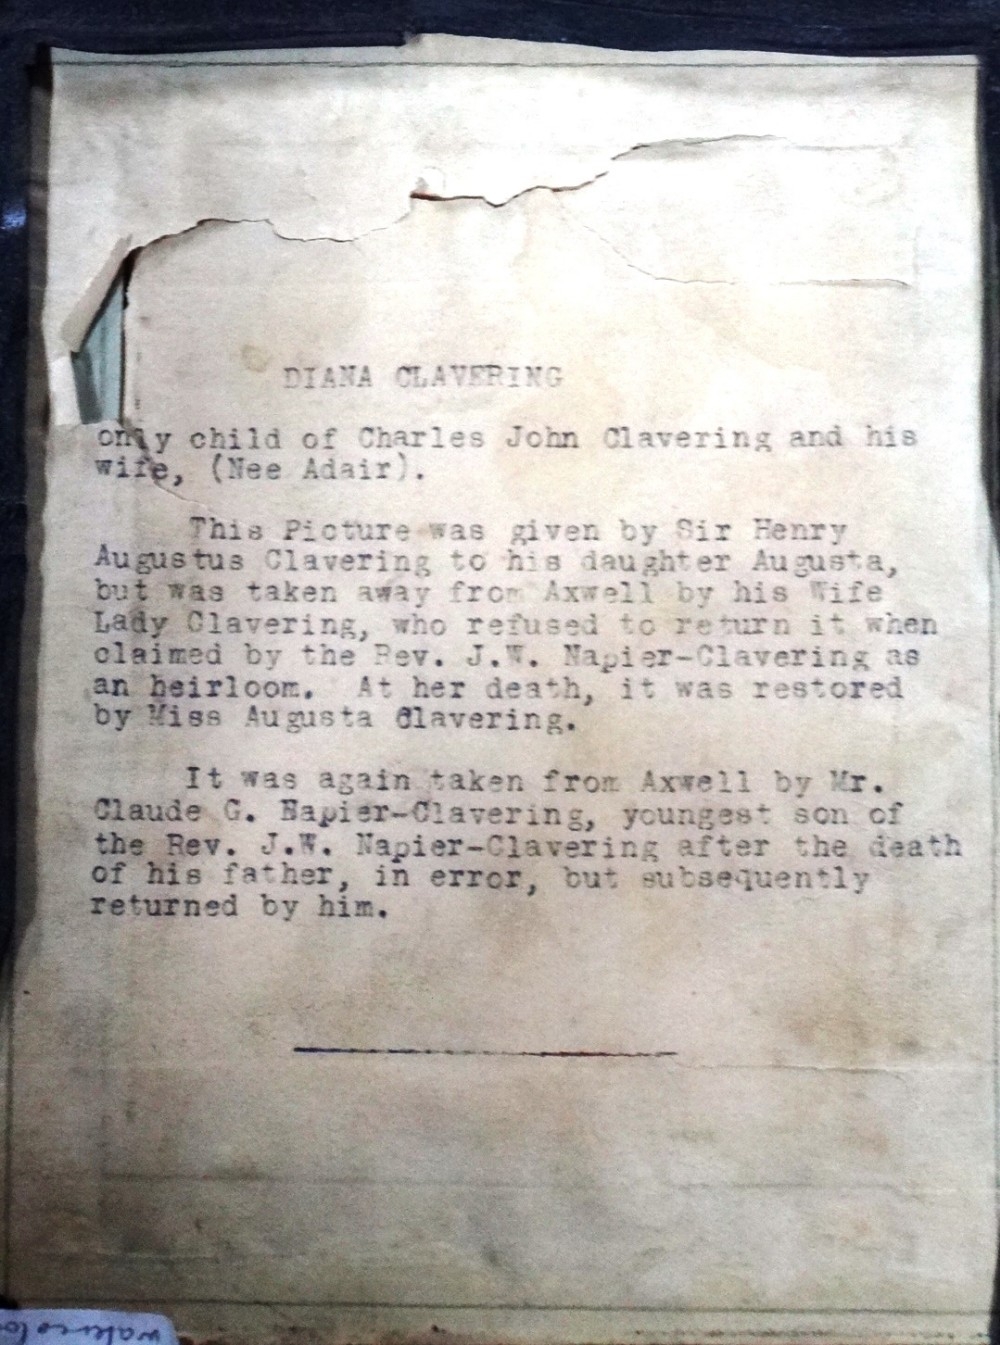 DIANA CLAVERING
only child of Charles John Clavering and his
wife, (Nee Adair).
This Picture was given by Sir Henry
Augustus Clavering to his daughter Augusta,
but was taken away from Axwell by his Wife
Lady Clavering, who refused to return it when
claimed by the Rev. J.W. Napier-Clavering as
an heirloom. At her death, it was restored
by Miss Augusta Clavering.
It was again taken from Axwell by Mr.
Claude G. Napier-Clavering, youngest son of
the Rev. J.W. Napier-Clavering after the death
of his father, in error, but subsequently
returned by him.